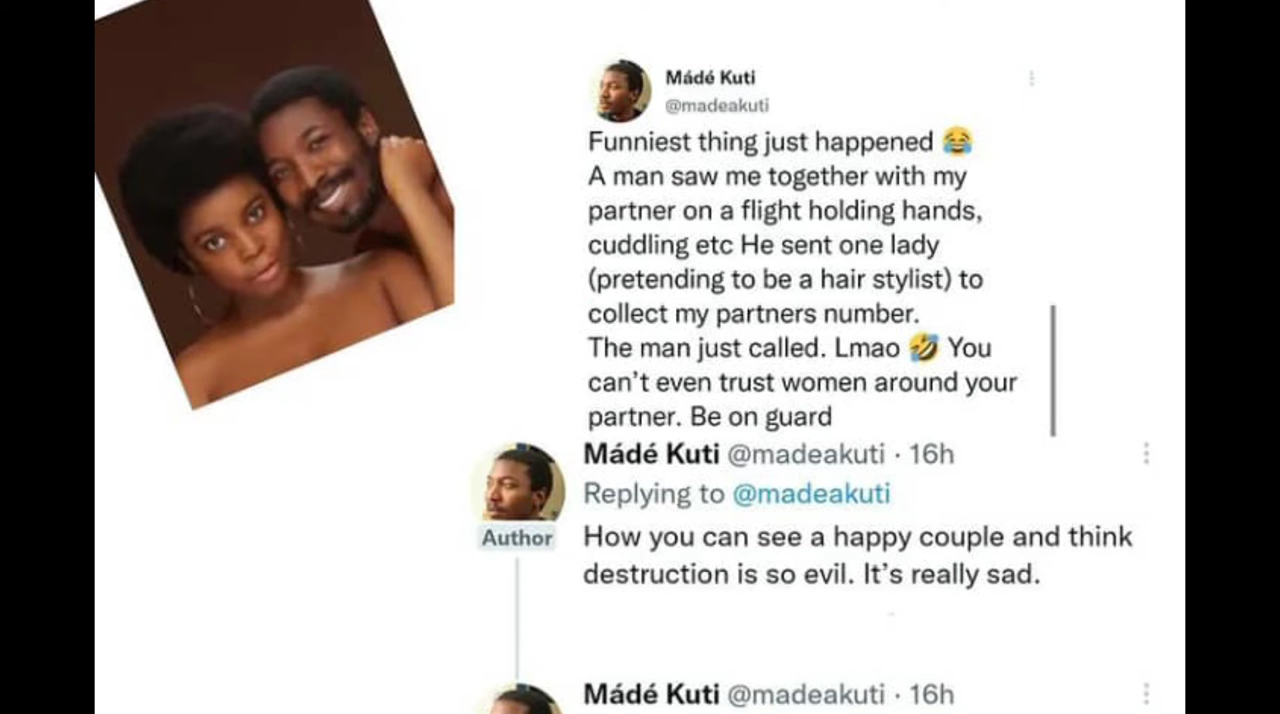 Mádé Kuti
@madeakuti
Funniest thing just happened 😂
A man saw me together with my
partner on a flight holding hands,
cuddling etc He sent one lady
(pretending to be a hair stylist) to
collect my partners number.
The man just called. Lmao 🤣 You
can’t even trust women around your
partner. Be on guard
Mádé Kuti @madeakuti · 16h
Replying to @madeakuti
Author
How you can see a happy couple and think
destruction is so evil. It’s really sad.
Mádé Kuti @madeakuti · 16h